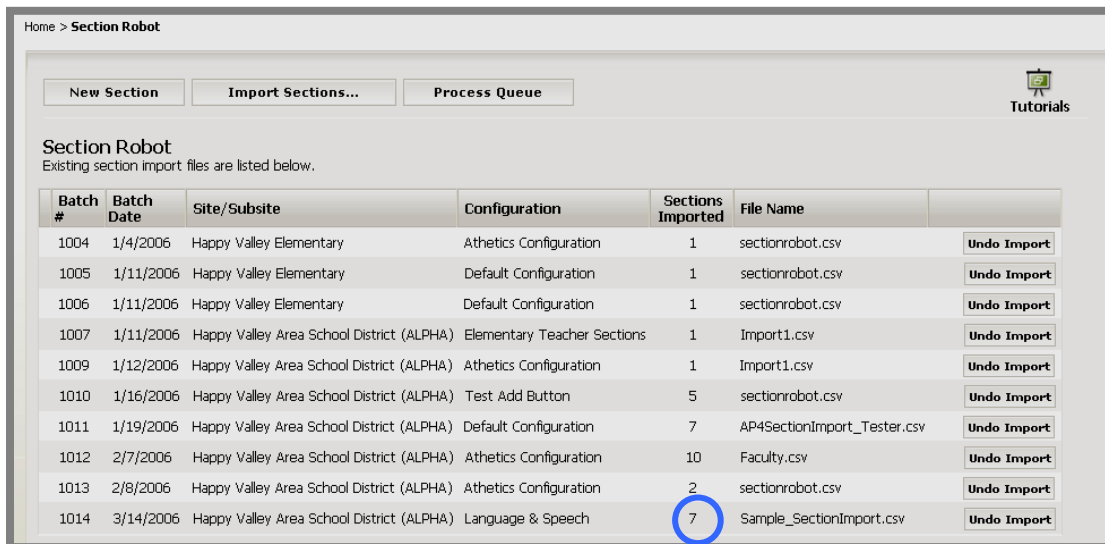 Home > Section Robot
New Section Import Sections... Process Queue
Tutorials
Section Robot
Existing section import files are listed below.
Batch # Batch Date Site/Subsite Configuration Sections Imported File Name
1004 1/4/2006 Happy Valley Elementary Athetics Configuration 1 sectionrobot.csv Undo Import
1005 1/11/2006 Happy Valley Elementary Default Configuration 1 sectionrobot.csv Undo Import
1006 1/11/2006 Happy Valley Elementary Default Configuration 1 sectionrobot.csv Undo Import
1007 1/11/2006 Happy Valley Area School District (ALPHA) Elementary Teacher Sections 1 Import1.csv Undo Import
1009 1/12/2006 Happy Valley Area School District (ALPHA) Athetics Configuration 1 Import1.csv Undo Import
1010 1/16/2006 Happy Valley Area School District (ALPHA) Test Add Button 5 sectionrobot.csv Undo Import
1011 1/19/2006 Happy Valley Area School District (ALPHA) Default Configuration 7 AP4SectionImport_Tester.csv Undo Import
1012 2/7/2006 Happy Valley Area School District (ALPHA) Athetics Configuration 10 Faculty.csv Undo Import
1013 2/8/2006 Happy Valley Area School District (ALPHA) Athetics Configuration 2 sectionrobot.csv Undo Import
1014 3/14/2006 Happy Valley Area School District (ALPHA) Language & Speech 7 Sample_SectionImport.csv Undo Import